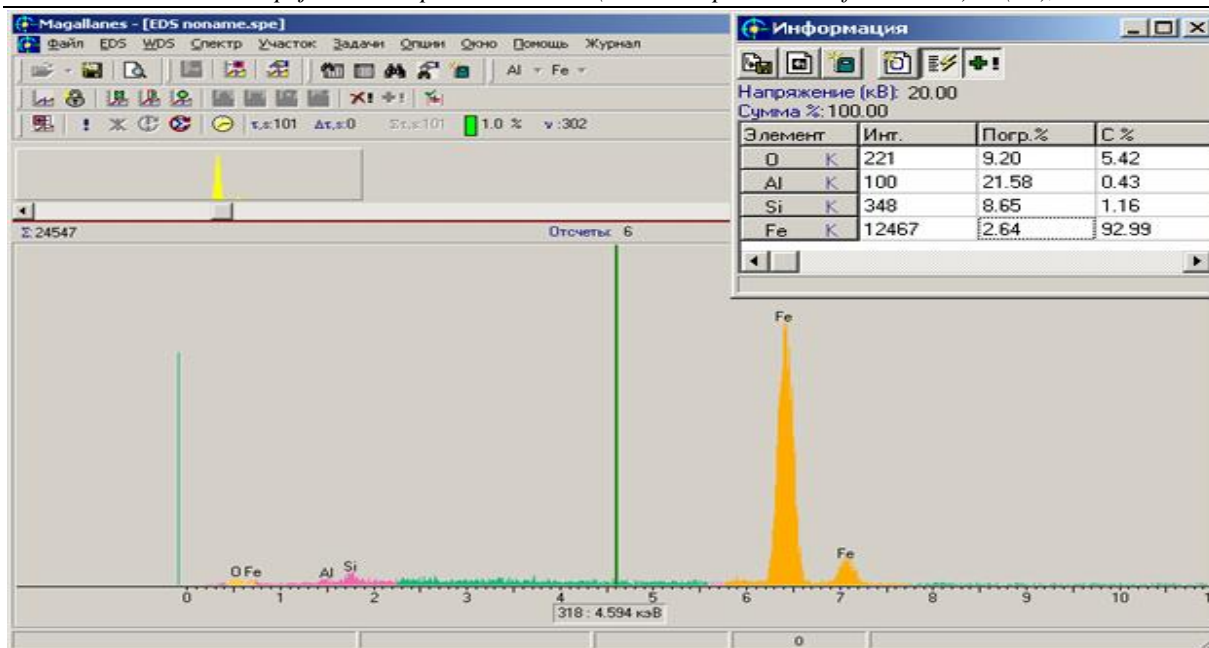 Magallanes - [EDS noname.spe]
Файл EDS WDS Спектр Участок Задачи Опции Окно Помощь Журнал
Al Fe
τ,s:101 Δτ,s:0 Στ,s:101 1.0 % v :302
Σ: 24547 Отсчеты: 6
Информация
Напряжение (кВ): 20.00
Сумма %: 100.00
Элемент Инт. Погр.% C %
O K 221 9.20 5.42
Al K 100 21.58 0.43
Si K 348 8.65 1.16
Fe K 12467 2.64 92.99
Fe
Fe
O Fe Al Si
0 1 2 3 4 5 6 7 8 9 10 1
318 : 4.594 кэВ
0